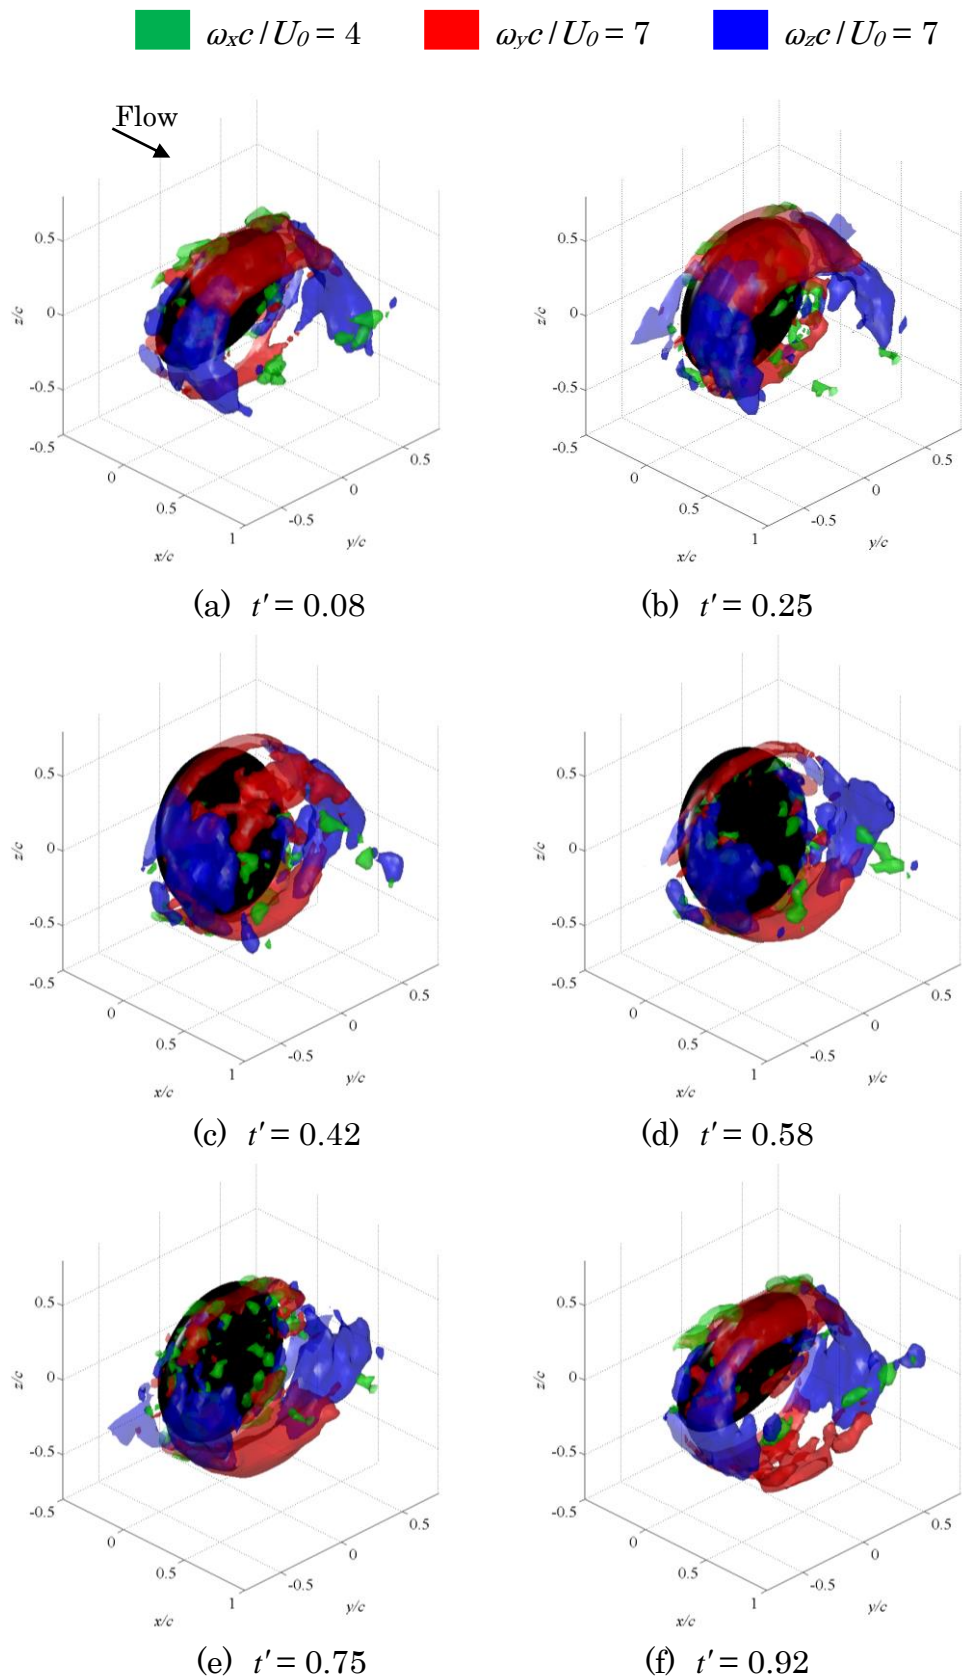 ωxc / U0 = 4 ωyc / U0 = 7 ωzc / U0 = 7
Flow
0.5 0.5
z/c 0 z/c 0
-0.5 -0.5
-0.5 0.5 -0.5 0.5
0 0 0 0
0.5 -0.5 0.5 -0.5
x/c 1 y/c x/c 1 y/c
(a) t′ = 0.08 (b) t′ = 0.25
0.5 0.5
z/c 0 z/c 0
-0.5 -0.5
-0.5 0.5 -0.5 0.5
0 0 0 0
0.5 -0.5 0.5 -0.5
x/c 1 y/c x/c 1 y/c
(c) t′ = 0.42 (d) t′ = 0.58
0.5 0.5
z/c 0 z/c 0
-0.5 -0.5
-0.5 0.5 -0.5 0.5
0 0 0 0
0.5 -0.5 0.5 -0.5
x/c 1 y/c x/c 1 y/c
(e) t′ = 0.75 (f) t′ = 0.92